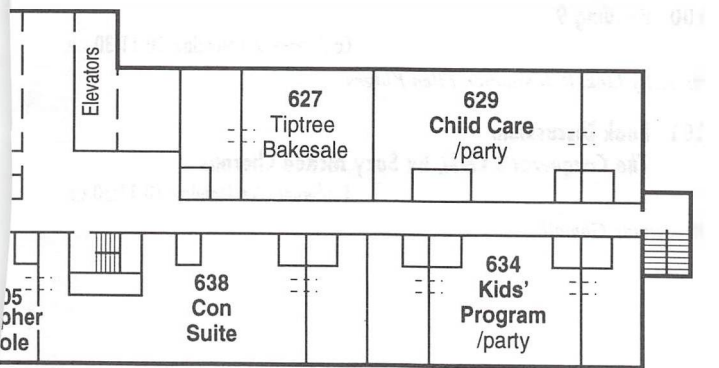 Elevators
627
Tiptree
Bakesale
629
Child Care
/party
638
Con
Suite
634
Kids'
Program
/party
05
pher
ole